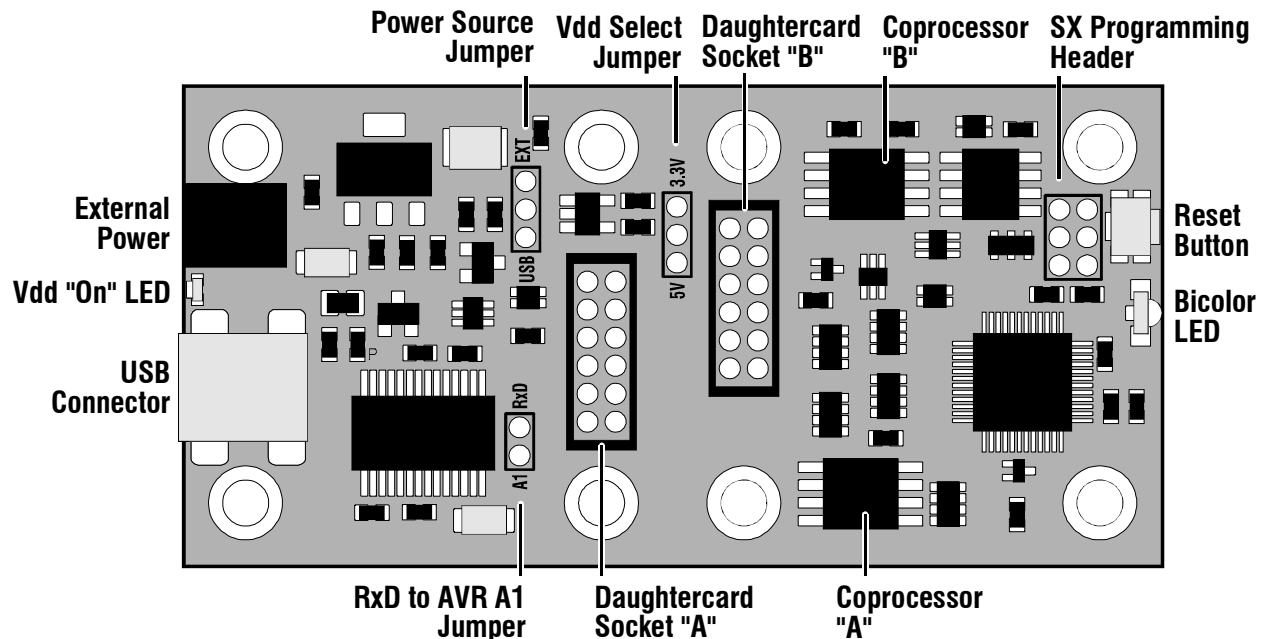 Power Source
Jumper
Vdd Select
Jumper
Daughtercard
Socket "B"
Coprocessor
"B"
SX Programming
Header
EXT
USB
3.3V
5V
External
Power
Vdd "On" LED
USB
Connector
Reset
Button
Bicolor
LED
P
RxD
A1
RxD to AVR A1
Jumper
Daughtercard
Socket "A"
Coprocessor
"A"